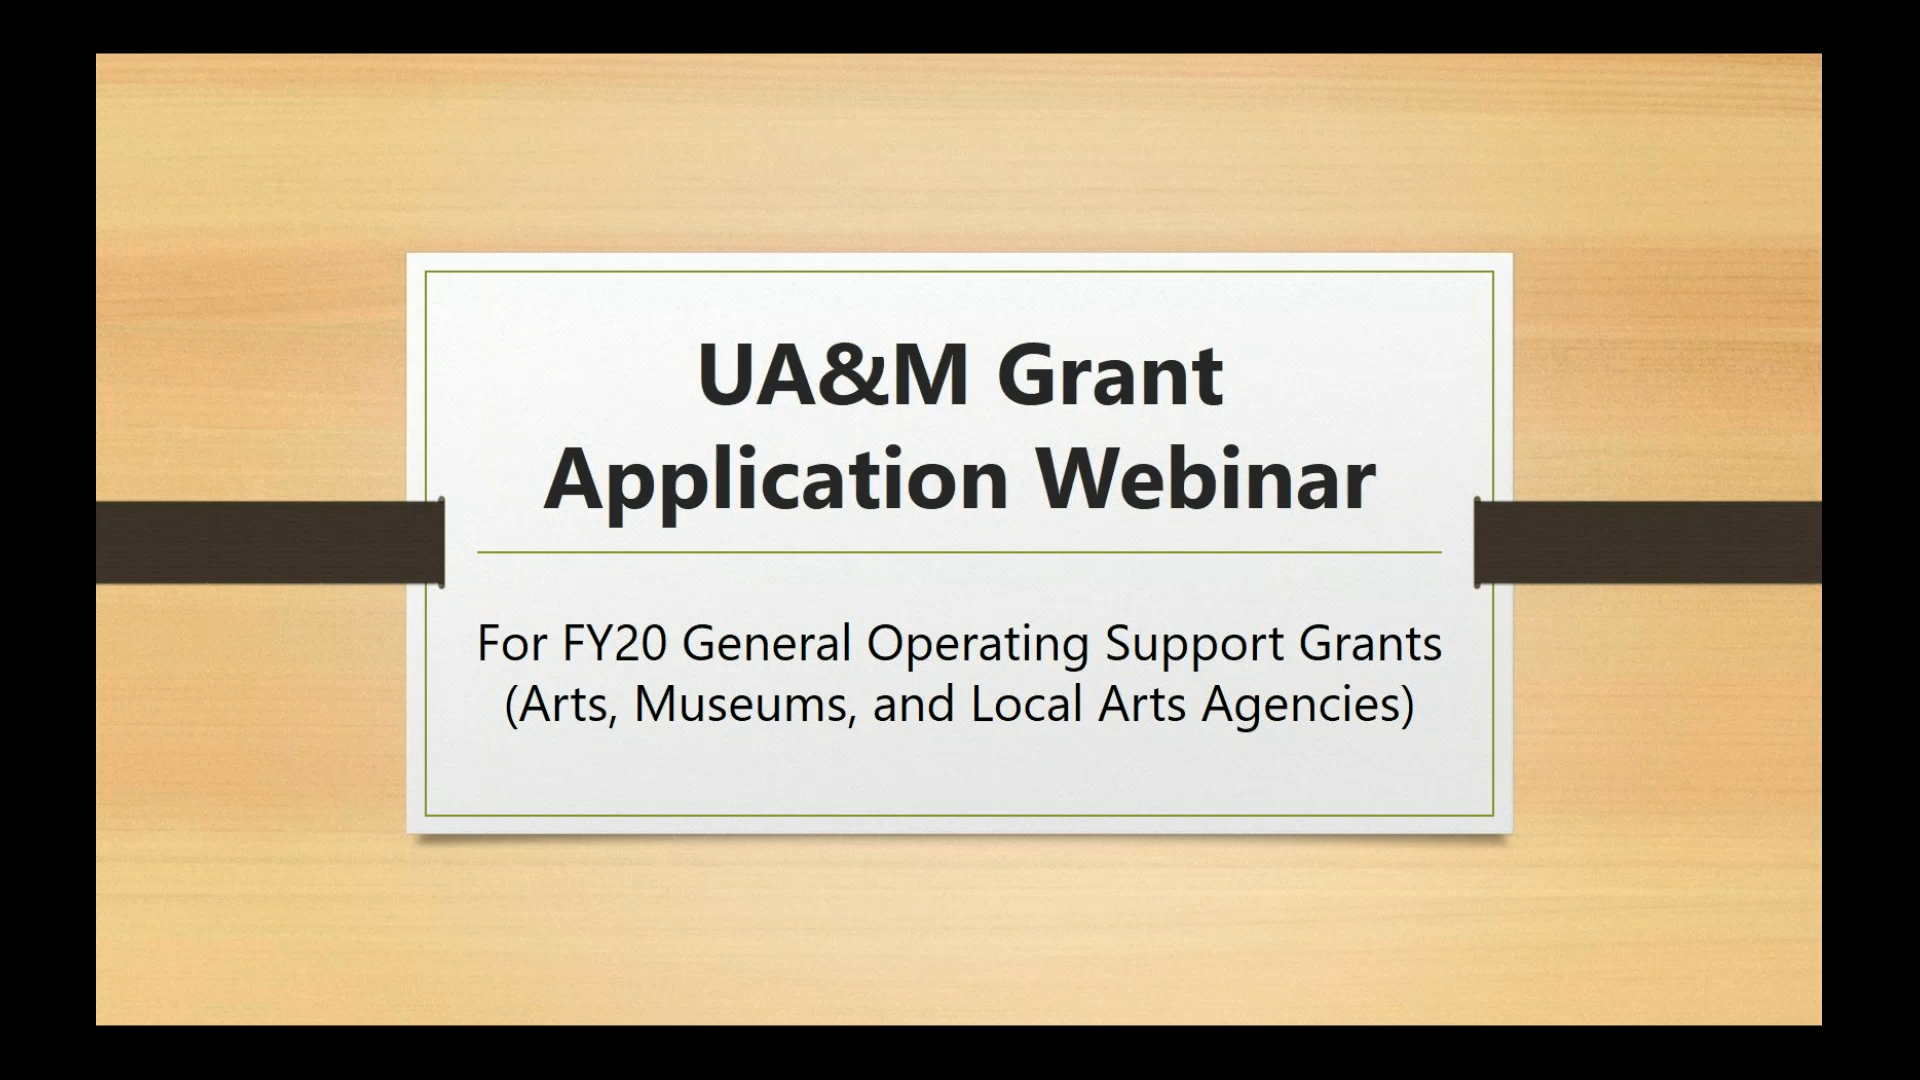 UA&M Grant
Application Webinar
For FY20 General Operating Support Grants
(Arts, Museums, and Local Arts Agencies)